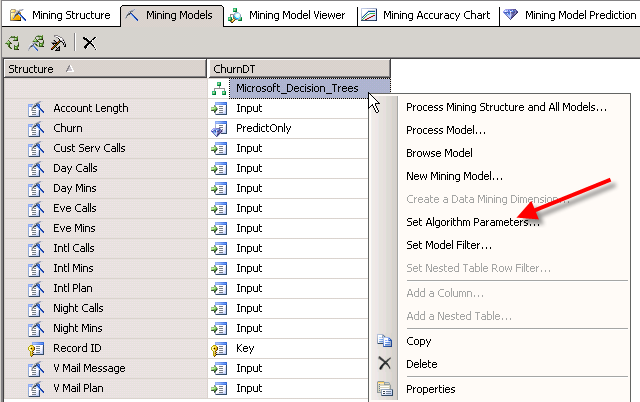 Mining Structure Mining Models Mining Model Viewer Mining Accuracy Chart Mining Model Prediction
Structure ChurnDT
Microsoft_Decision_Trees
Account Length Input
Churn PredictOnly
Cust Serv Calls Input
Day Calls Input
Day Mins Input
Eve Calls Input
Eve Mins Input
Intl Calls Input
Intl Mins Input
Intl Plan Input
Night Calls Input
Night Mins Input
Record ID Key
V Mail Message Input
V Mail Plan Input
Process Mining Structure and All Models...
Process Model...
Browse Model
New Mining Model...
Create a Data Mining Dimension...
Set Algorithm Parameters...
Set Model Filter...
Set Nested Table Row Filter...
Add a Column...
Add a Nested Table...
Copy
Delete
Properties